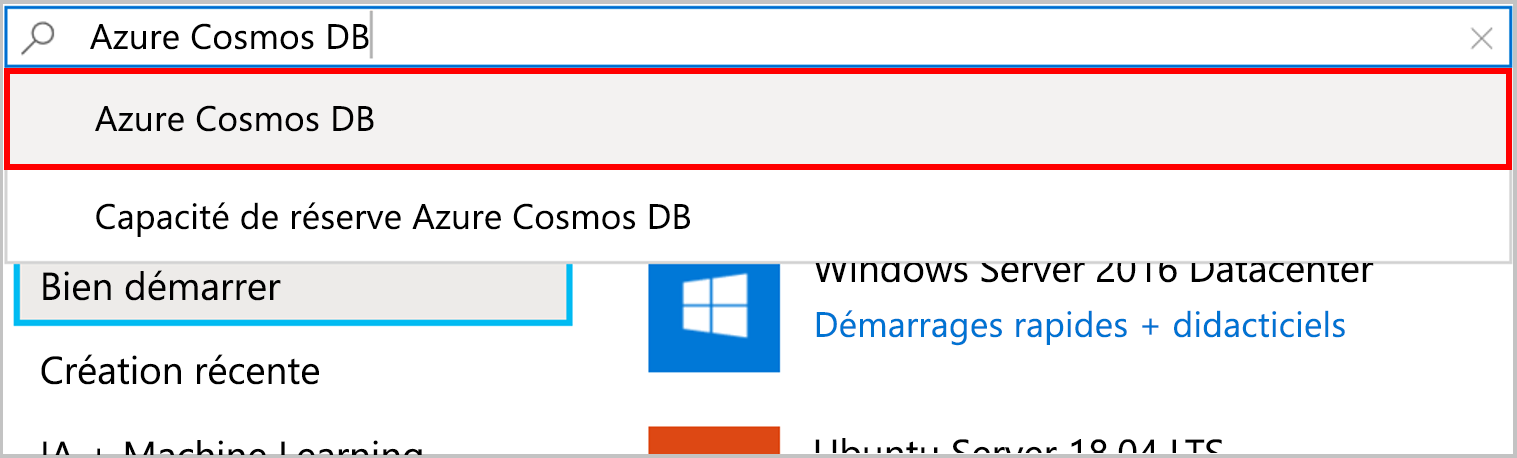 Azure Cosmos DB
Azure Cosmos DB
Capacité de réserve Azure Cosmos DB
Bien démarrer
Windows Server 2016 Datacenter
Démarrages rapides + didacticiels
Création récente
IA + Machine Learning
Ubuntu Server 18.04 LTS